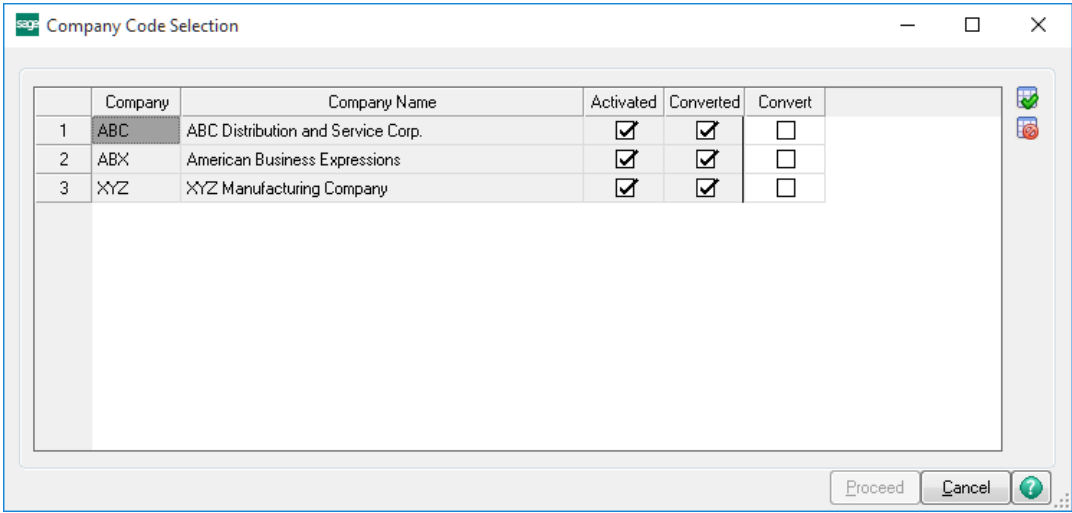 sage Company Code Selection
Company Company Name Activated Converted Convert
1 ABC ABC Distribution and Service Corp.
2 ABX American Business Expressions
3 XYZ XYZ Manufacturing Company
Proceed Cancel ?